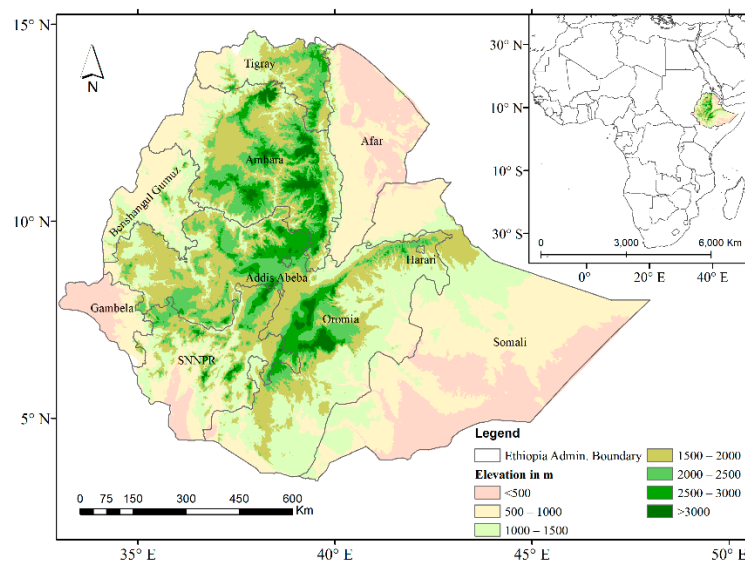 15° N
10° N
5° N
35° E
40° E
45° E
50° E
N
Tigray
Afar
Amhara
Benshangul Gumuz
Addis Abeba
Harari
Gambela
Oromia
SNNPR
Somali
0 75 150 300 450 600
Km
30° N
10° N
10° S
30° S
0 3,000 6,000 Km
0° 20° E 40° E
Legend
Ethiopia Admin. Boundary
Elevation in m
<500
500 – 1000
1000 – 1500
1500 – 2000
2000 – 2500
2500 – 3000
>3000